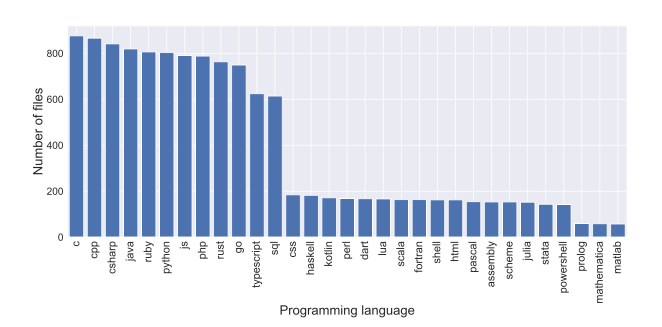 800
600
400
200
0
Number of files
c
cpp
csharp
java
ruby
python
js
php
rust
go
typescript
sql
css
haskell
kotlin
perl
dart
lua
scala
fortran
shell
html
pascal
assembly
scheme
julia
stata
powershell
prolog
mathematica
matlab
Programming language